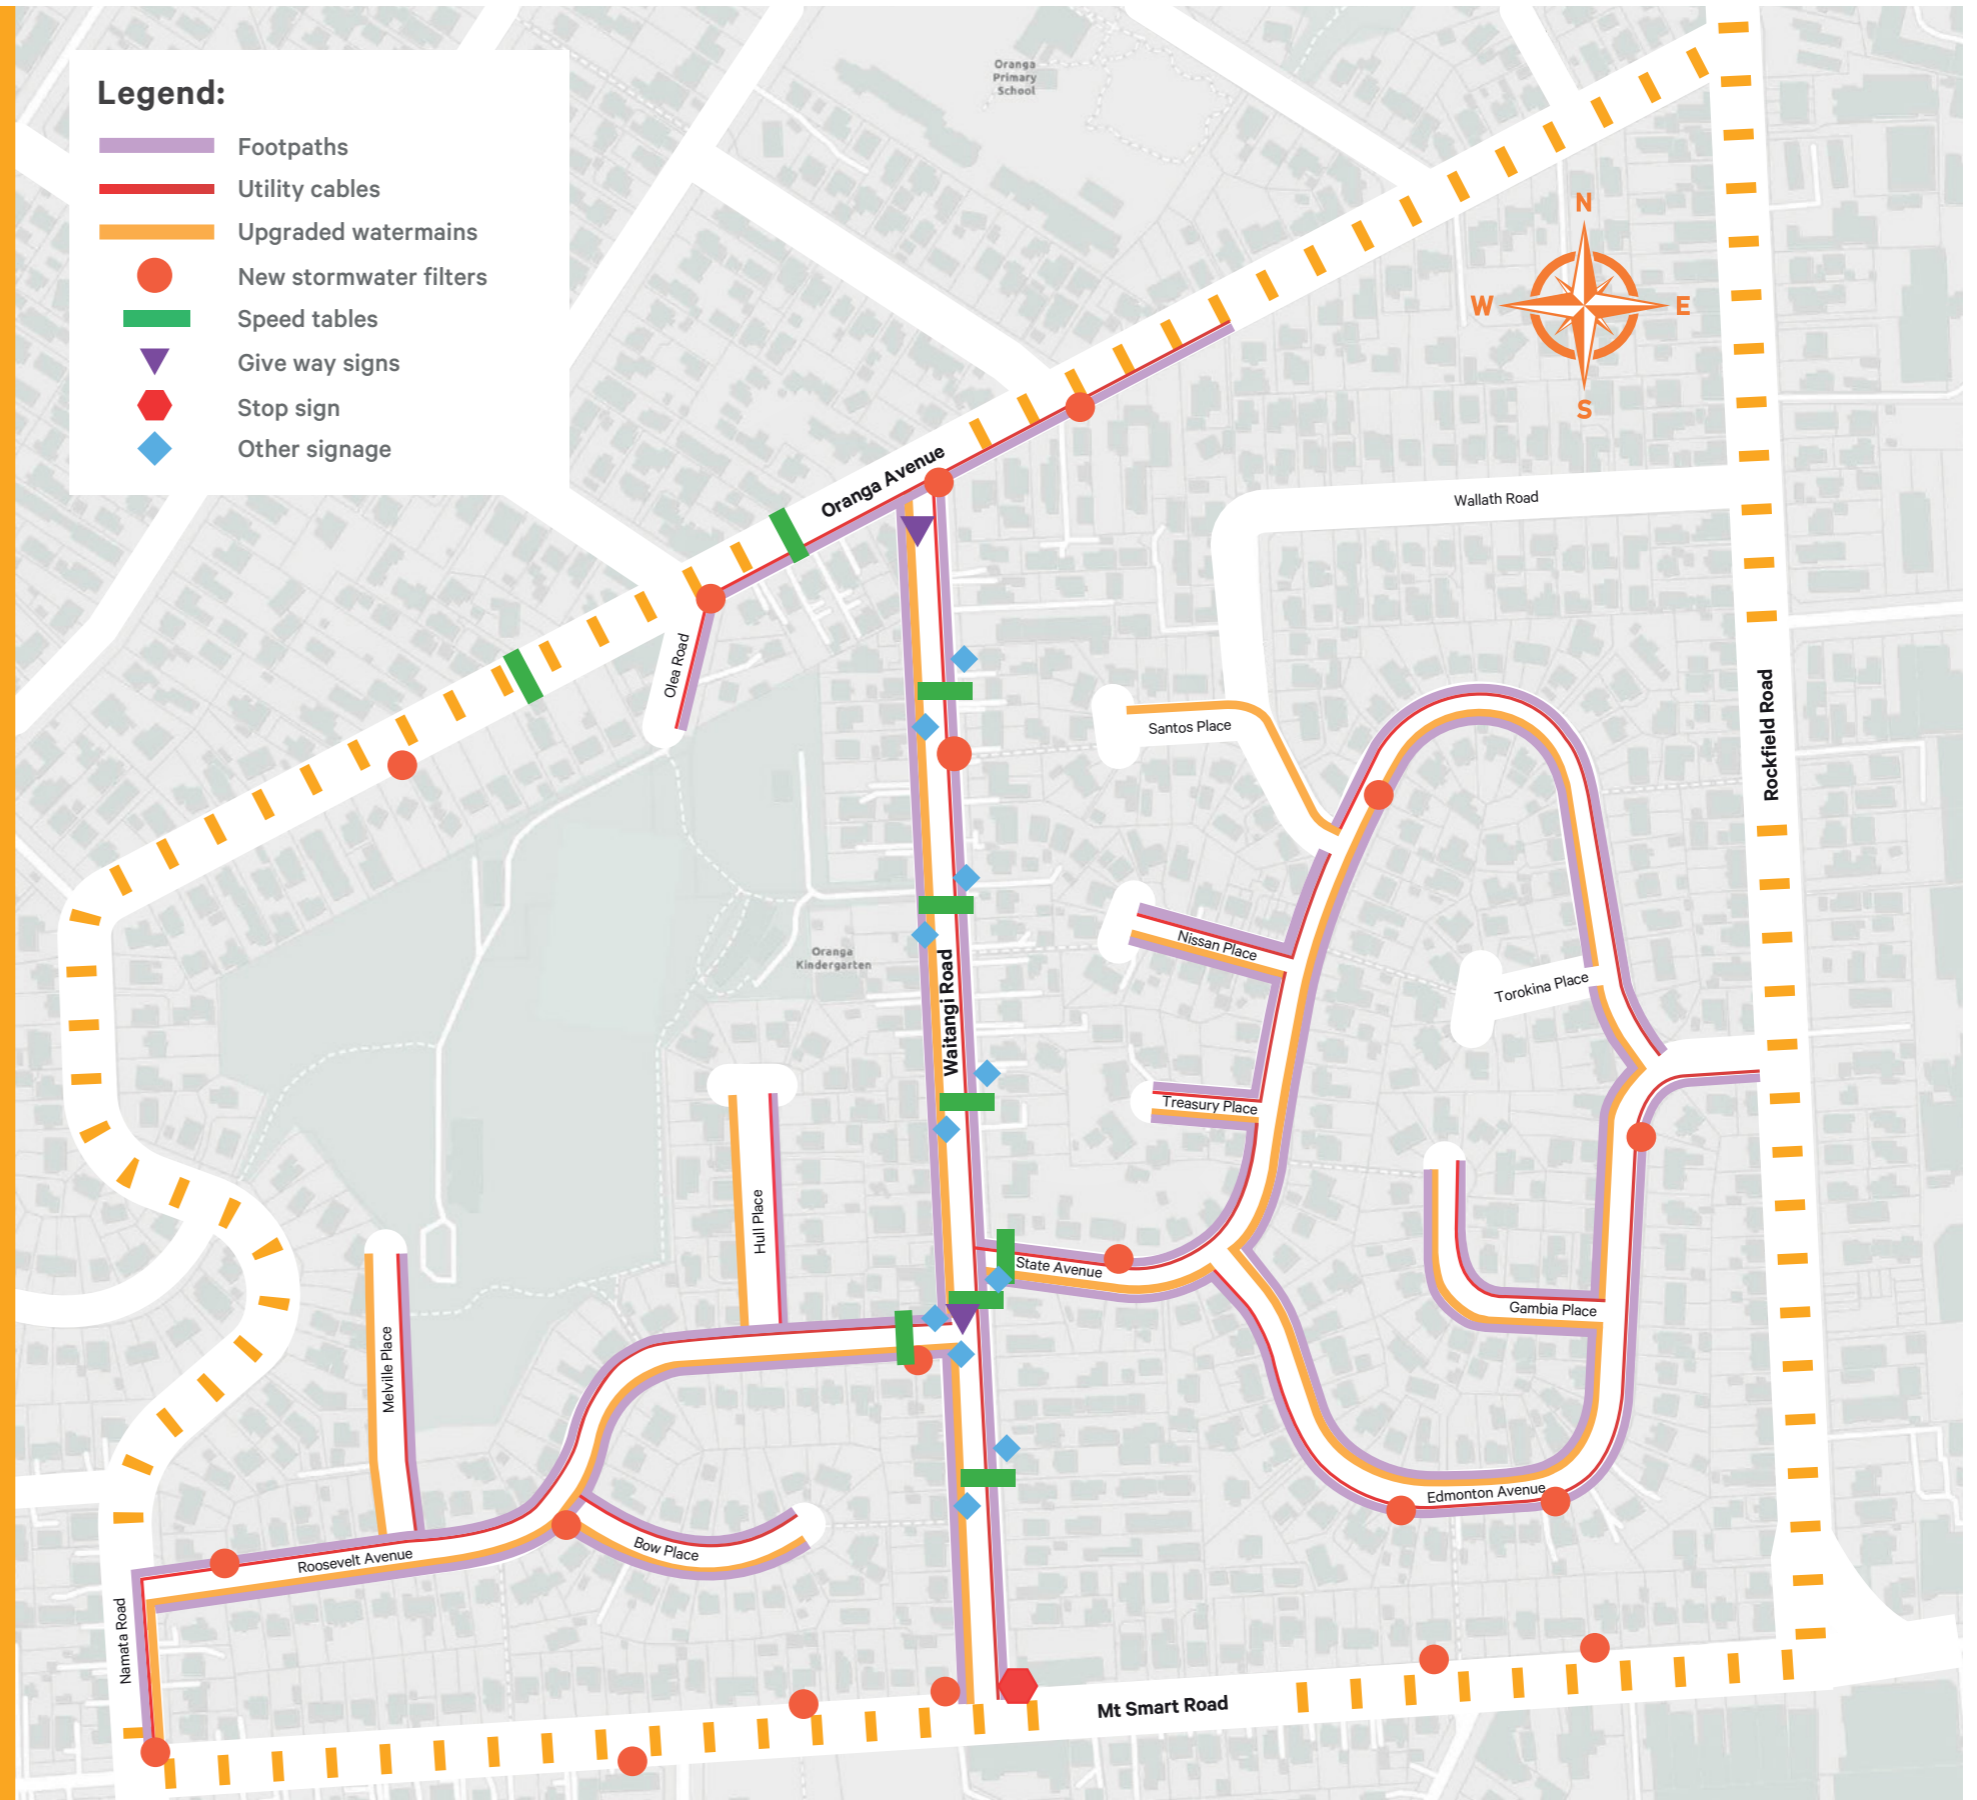 Legend:
Footpaths
Utility cables
Upgraded watermains
New stormwater filters
Speed tables
Give way signs
Stop sign
Other signage
Oranga
Primary
School
N
W
E
S
Oranga Avenue
Wallath Road
Olea Road
Santos Place
Rockfield Road
Nissan Place
Oranga
Kindergarten
Torokina Place
Waitangi Road
Treasury Place
Hull Place
State Avenue
Gambia Place
Melville Place
Edmonton Avenue
Bow Place
Roosevelt Avenue
Namata Road
Mt Smart Road